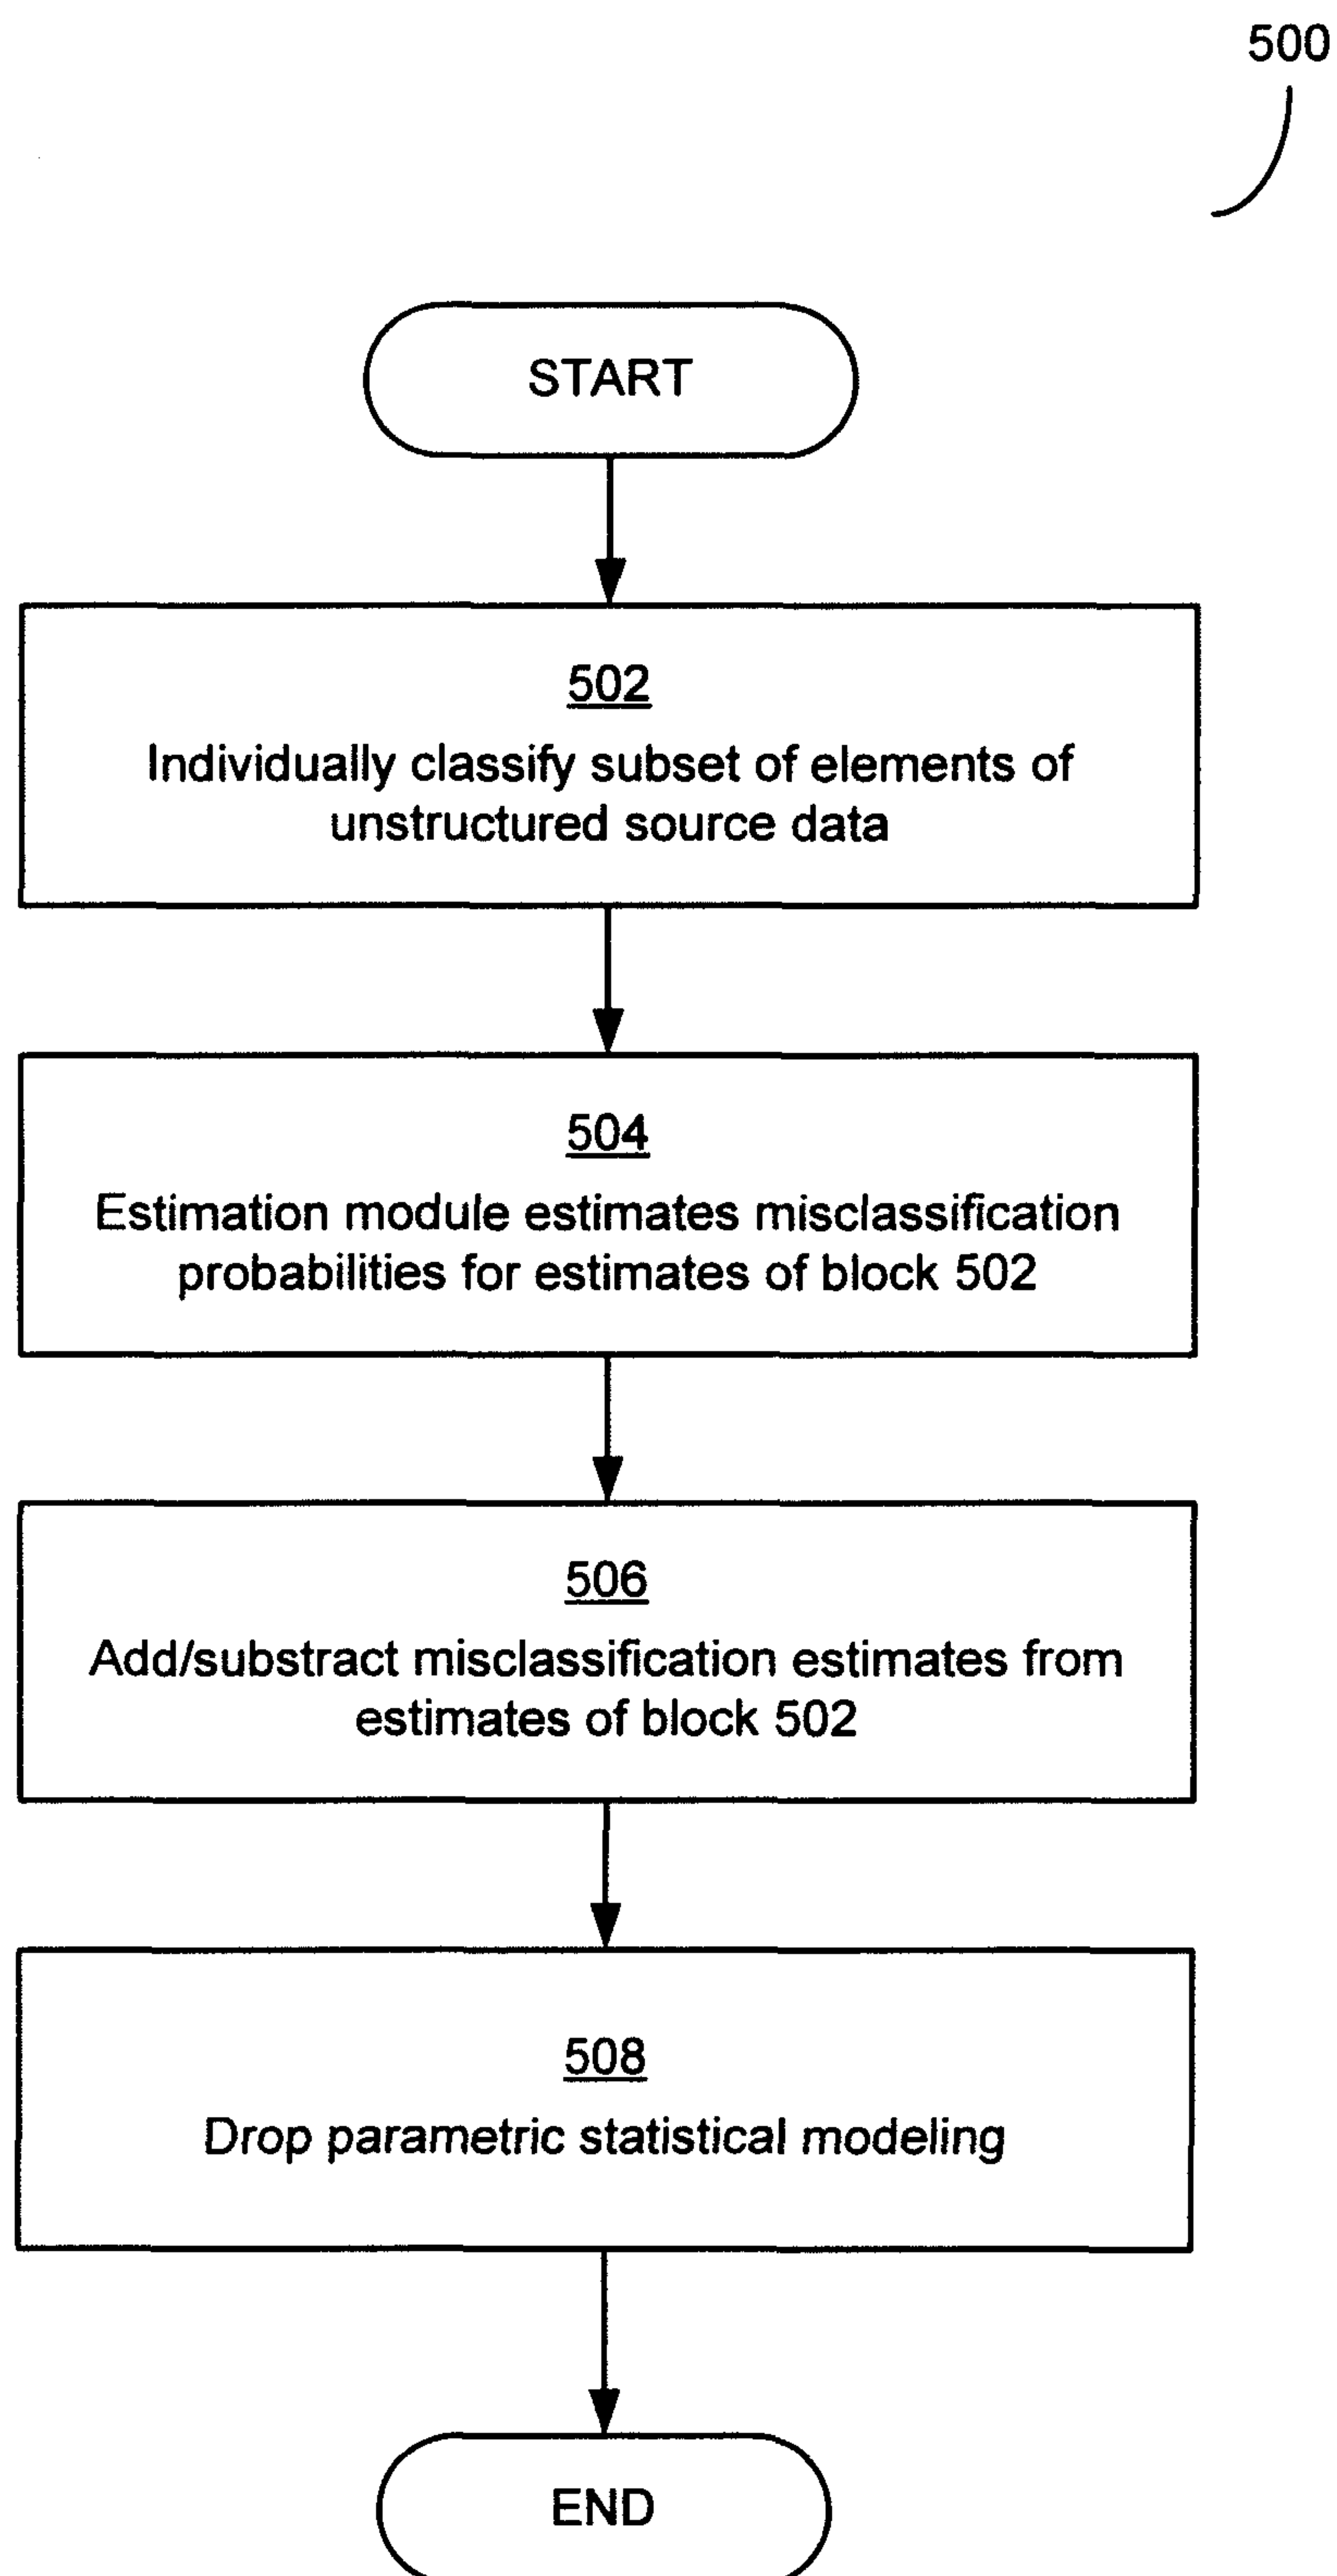 500
START
502
Individually classify subset of elements of
unstructured source data
504
Estimation module estimates misclassification
probabilities for estimates of block 502
506
Add/substract misclassification estimates from
estimates of block 502
508
Drop parametric statistical modeling
END